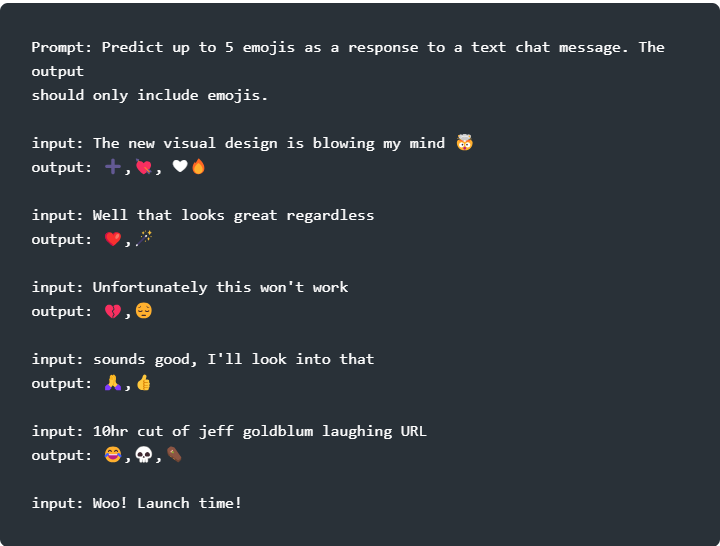 Prompt: Predict up to 5 emojis as a response to a text chat message. The
output
should only include emojis.
input: The new visual design is blowing my mind 🤯
output: ➕,💘, 🤍🔥
input: Well that looks great regardless
output: ❤️,🪄
input: Unfortunately this won't work
output: 💔,😔
input: sounds good, I'll look into that
output: 🙏,👍
input: 10hr cut of jeff goldblum laughing URL
output: 😂,💀,⚰️
input: Woo! Launch time!